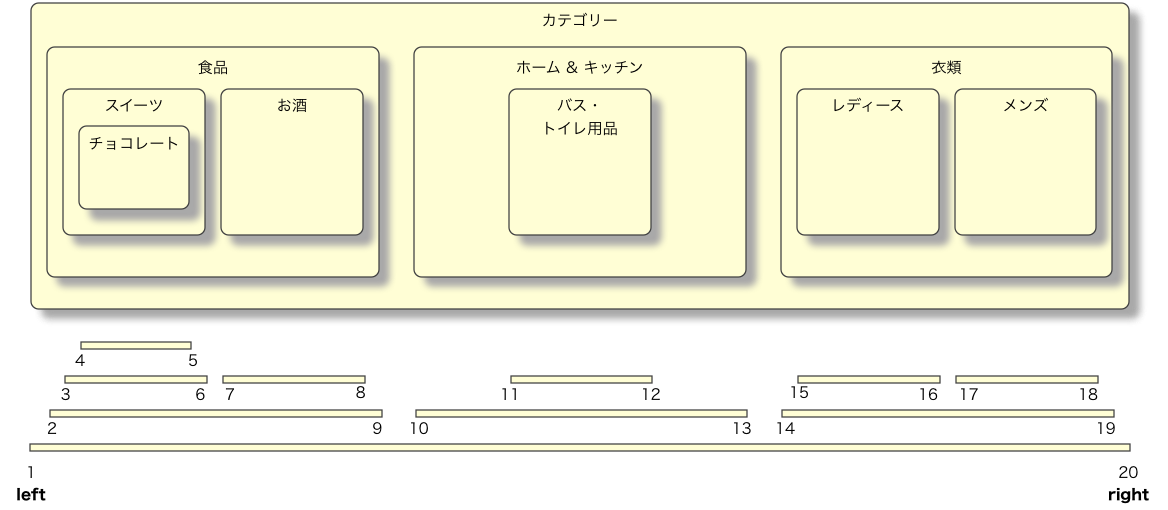 カテゴリー
食品
ホーム & キッチン
衣類
スイーツ
お酒
バス・
トイレ用品
レディース
メンズ
チョコレート
4 5
3 6 7 8 11 12 15 16 17 18
2 9 10 13 14 19
1 20
left right